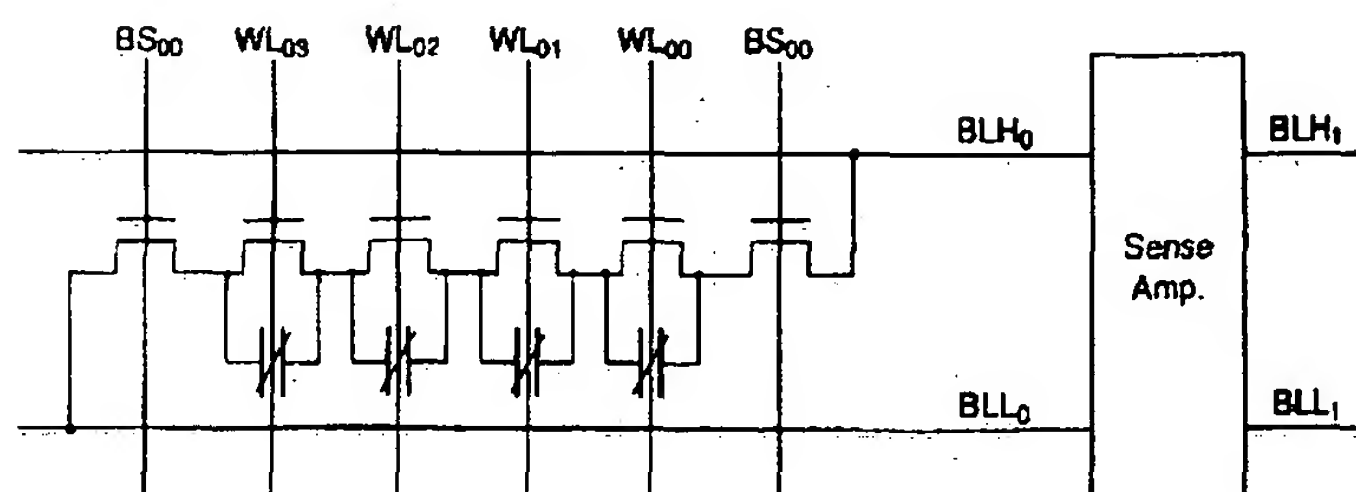 BS₀₀ WL₀₃ WL₀₂ WL₀₁ WL₀₀ BS₀₀
BLH₀ BLH₁
Sense
Amp.
BLL₀ BLL₁